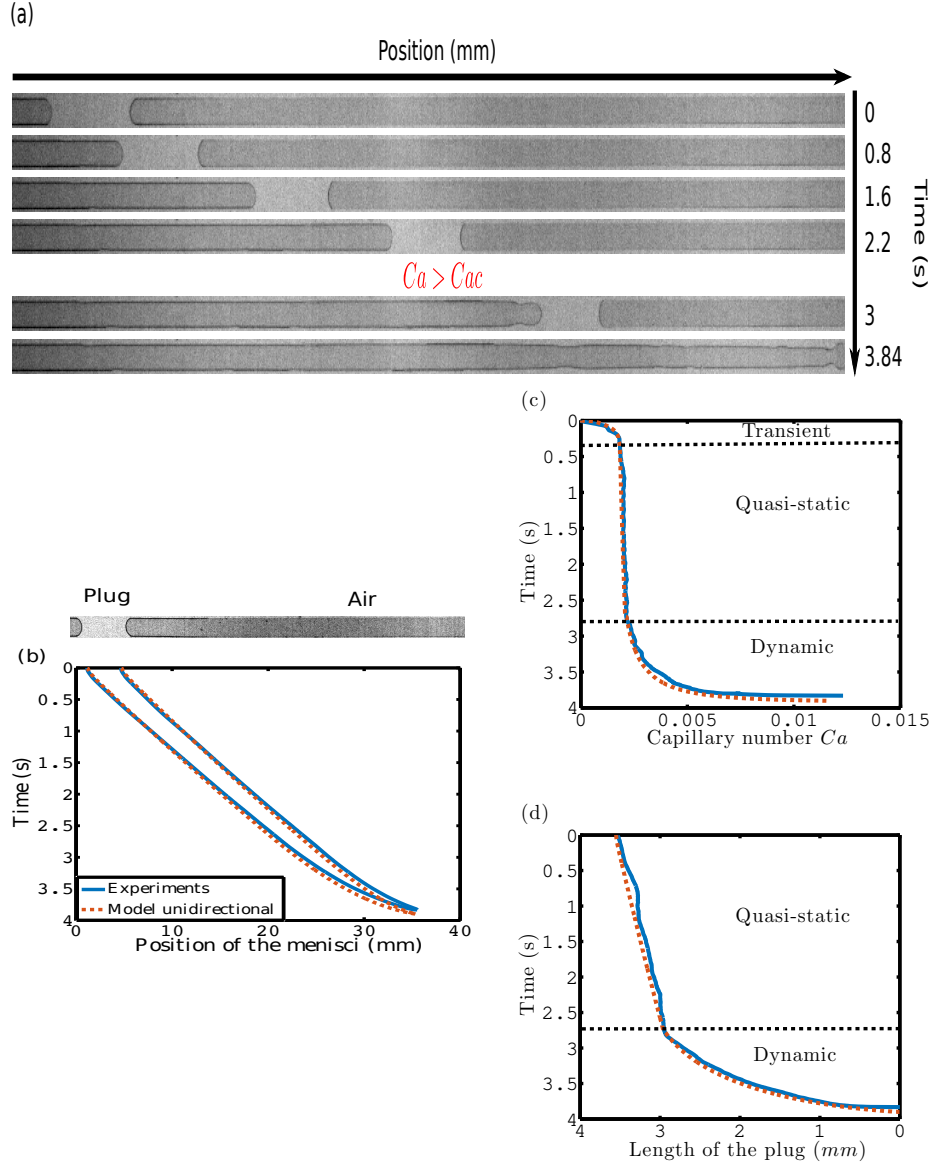 (a)
Position (mm)
0
0.8
1.6
2.2
Ca > Cac
3
3.84
Time (s)
(c)
0
0.5
1
1.5
2
2.5
3
3.5
4
Time (s)
Transient
Quasi-static
Dynamic
0 0.005 0.01 0.015
Capillary number Ca
Plug Air
(b)
0
0.5
1
1.5
2
2.5
3
3.5
4
Time (s)
Experiments
Model unidirectional
0 10 20 30 40
Position of the menisci (mm)
(d)
0
0.5
1
1.5
2
2.5
3
3.5
4
Time (s)
Quasi-static
Dynamic
4 3 2 1 0
Length of the plug (mm)